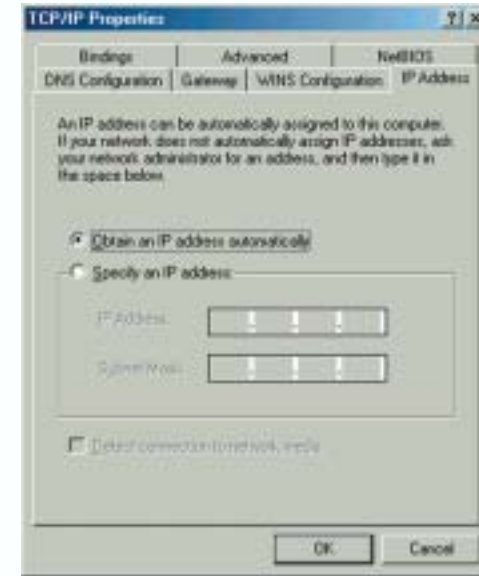 TCP/IP Properties ? ×
Bindings Advanced NetBIOS
DNS Configuration Gateway WINS Configuration IP Address
An IP address can be automatically assigned to this computer.
If your network does not automatically assign IP addresses, ask
your network administrator for an address, and then type it in
the space below.
Obtain an IP address automatically
Specify an IP address:
IP Address:
Subnet Mask:
Detect connection to network media
OK Cancel